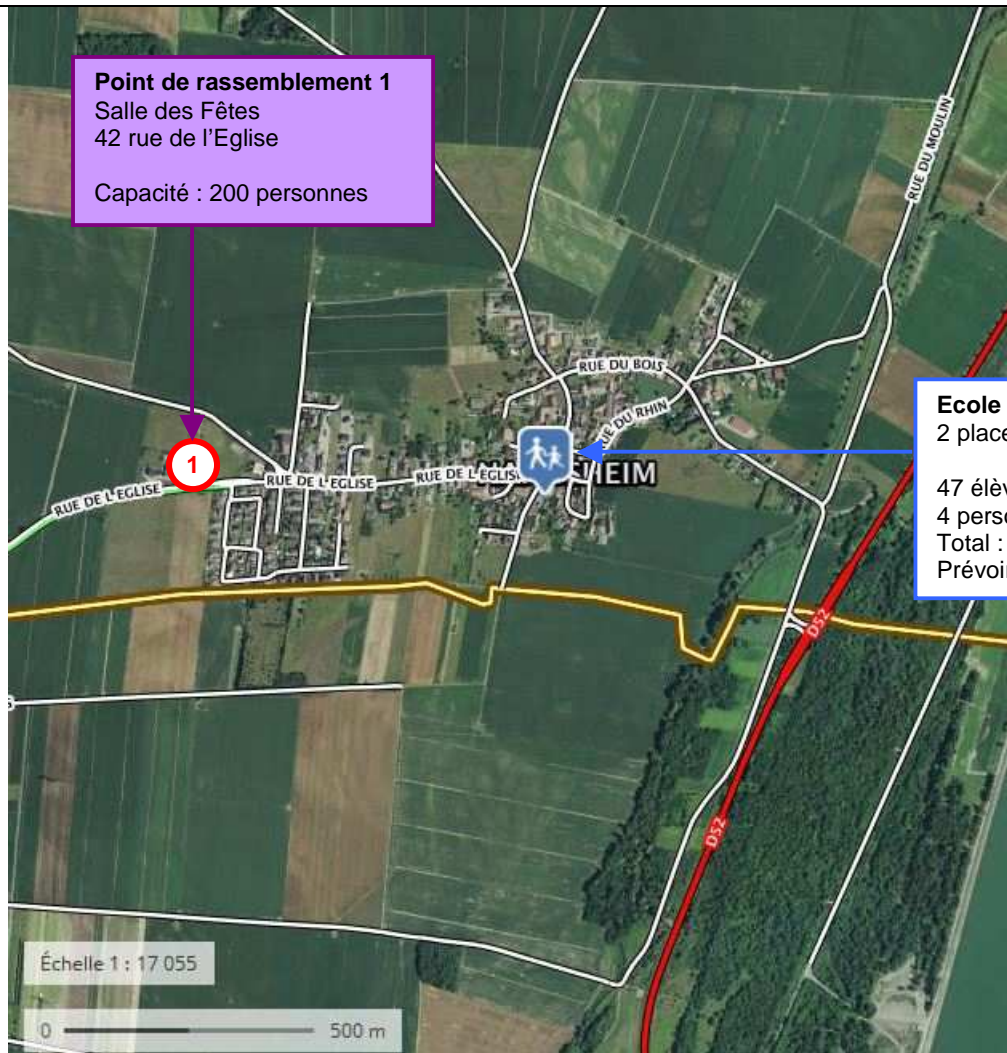 Point de rassemblement 1
Salle des Fêtes
42 rue de l’Eglise
Capacité : 200 personnes
RUE DU MOULIN
RUE DU BOIS
RUE DU RHIN
Ecole
2 place
47 élèv
4 perso
Total :
Prévoir
1
RUE DE L'EGLISE
RUE DE L'EGLISE
RUE DE L'EGLISE
SHEIM
D52
D52
Échelle 1 : 17 055
0 500 m